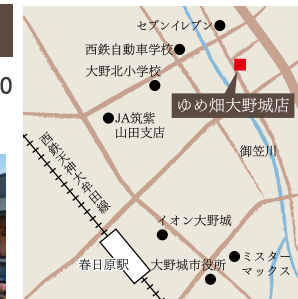 セブンイレブン
西鉄自動車学校
大野北小学校
ゆめ畑大野城店
JA筑紫
山田支店
御笠川
西鉄天神大牟田線
イオン大野城
春日原駅
大野城市役所
ミスター
マックス
0